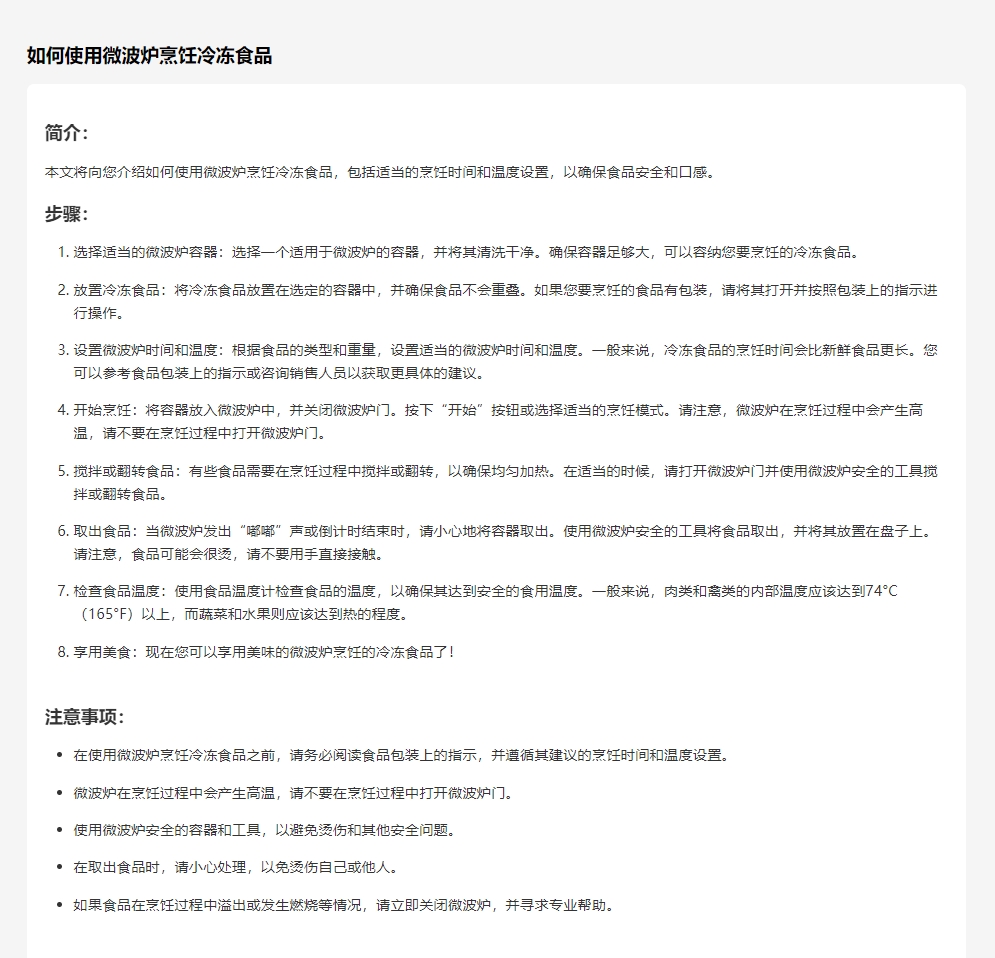 如何使用微波炉烹饪冷冻食品
简介：
本文将向您介绍如何使用微波炉烹饪冷冻食品，包括适当的烹饪时间和温度设置，以确保食品安全和口感。
步骤：
1. 选择适当的微波炉容器：选择一个适用于微波炉的容器，并将其清洗干净。确保容器足够大，可以容纳您要烹饪的冷冻食品。
2. 放置冷冻食品：将冷冻食品放置在选定的容器中，并确保食品不会重叠。如果您要烹饪的食品有包装，请将其打开并按照包装上的指示进
行操作。
3. 设置微波炉时间和温度：根据食品的类型和重量，设置适当的微波炉时间和温度。一般来说，冷冻食品的烹饪时间会比新鲜食品更长。您
可以参考食品包装上的指示或咨询销售人员以获取更具体的建议。
4. 开始烹饪：将容器放入微波炉中，并关闭微波炉门。按下“开始”按钮或选择适当的烹饪模式。请注意，微波炉在烹饪过程中会产生高
温，请不要在烹饪过程中打开微波炉门。
5. 搅拌或翻转食品：有些食品需要在烹饪过程中搅拌或翻转，以确保均匀加热。在适当的时候，请打开微波炉门并使用微波炉安全的工具搅
拌或翻转食品。
6. 取出食品：当微波炉发出“嘟嘟”声或倒计时结束时，请小心地将容器取出。使用微波炉安全的工具将食品取出，并将其放置在盘子上。
请注意，食品可能会很烫，请不要用手直接接触。
7. 检查食品温度：使用食品温度计检查食品的温度，以确保其达到安全的食用温度。一般来说，肉类和禽类的内部温度应该达到74°C
（165°F）以上，而蔬菜和水果则应该达到热的程度。
8. 享用美食：现在您可以享用美味的微波炉烹饪的冷冻食品了！
注意事项：
• 在使用微波炉烹饪冷冻食品之前，请务必阅读食品包装上的指示，并遵循其建议的烹饪时间和温度设置。
• 微波炉在烹饪过程中会产生高温，请不要在烹饪过程中打开微波炉门。
• 使用微波炉安全的容器和工具，以避免烫伤和其他安全问题。
• 在取出食品时，请小心处理，以免烫伤自己或他人。
• 如果食品在烹饪过程中溢出或发生燃烧等情况，请立即关闭微波炉，并寻求专业帮助。